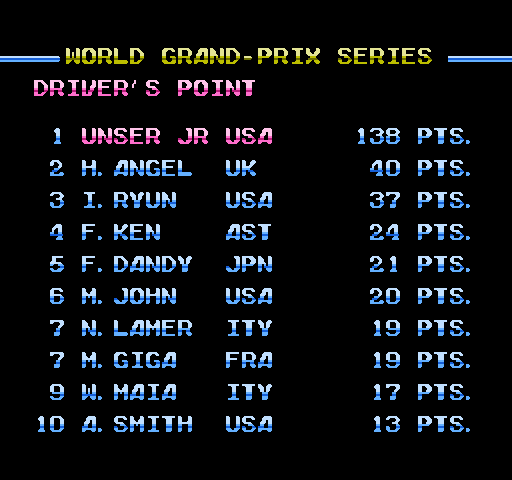 WORLD GRAND-PRIX SERIES
DRIVER'S POINT
1 UNSER JR USA 138 PTS.
2 H. ANGEL UK 40 PTS.
3 I. RYUN USA 37 PTS.
4 F. KEN AST 24 PTS.
5 F. DANDY JPN 21 PTS.
6 M. JOHN USA 20 PTS.
7 N. LAMER ITY 19 PTS.
7 M. GIGA FRA 19 PTS.
9 W. MAIA ITY 17 PTS.
10 A. SMITH USA 13 PTS.